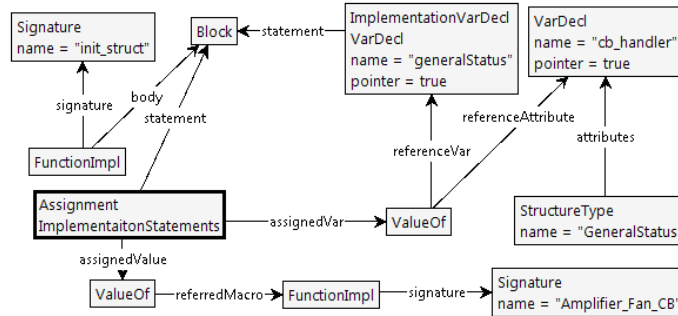 Signature
name = "init_struct"
Block
statement
ImplementationVarDecl
VarDecl
name = "generalStatus"
pointer = true
VarDecl
name = "cb_handler"
pointer = true
signature
body
statement
referenceAttribute
attributes
referenceVar
FunctionImpl
Assignment
ImplementaitonStatements
assignedVar
ValueOf
StructureType
name = "GeneralStatus
assignedValue
ValueOf
referredMacro
FunctionImpl
signature
Signature
name = "Amplifier_Fan_CB"